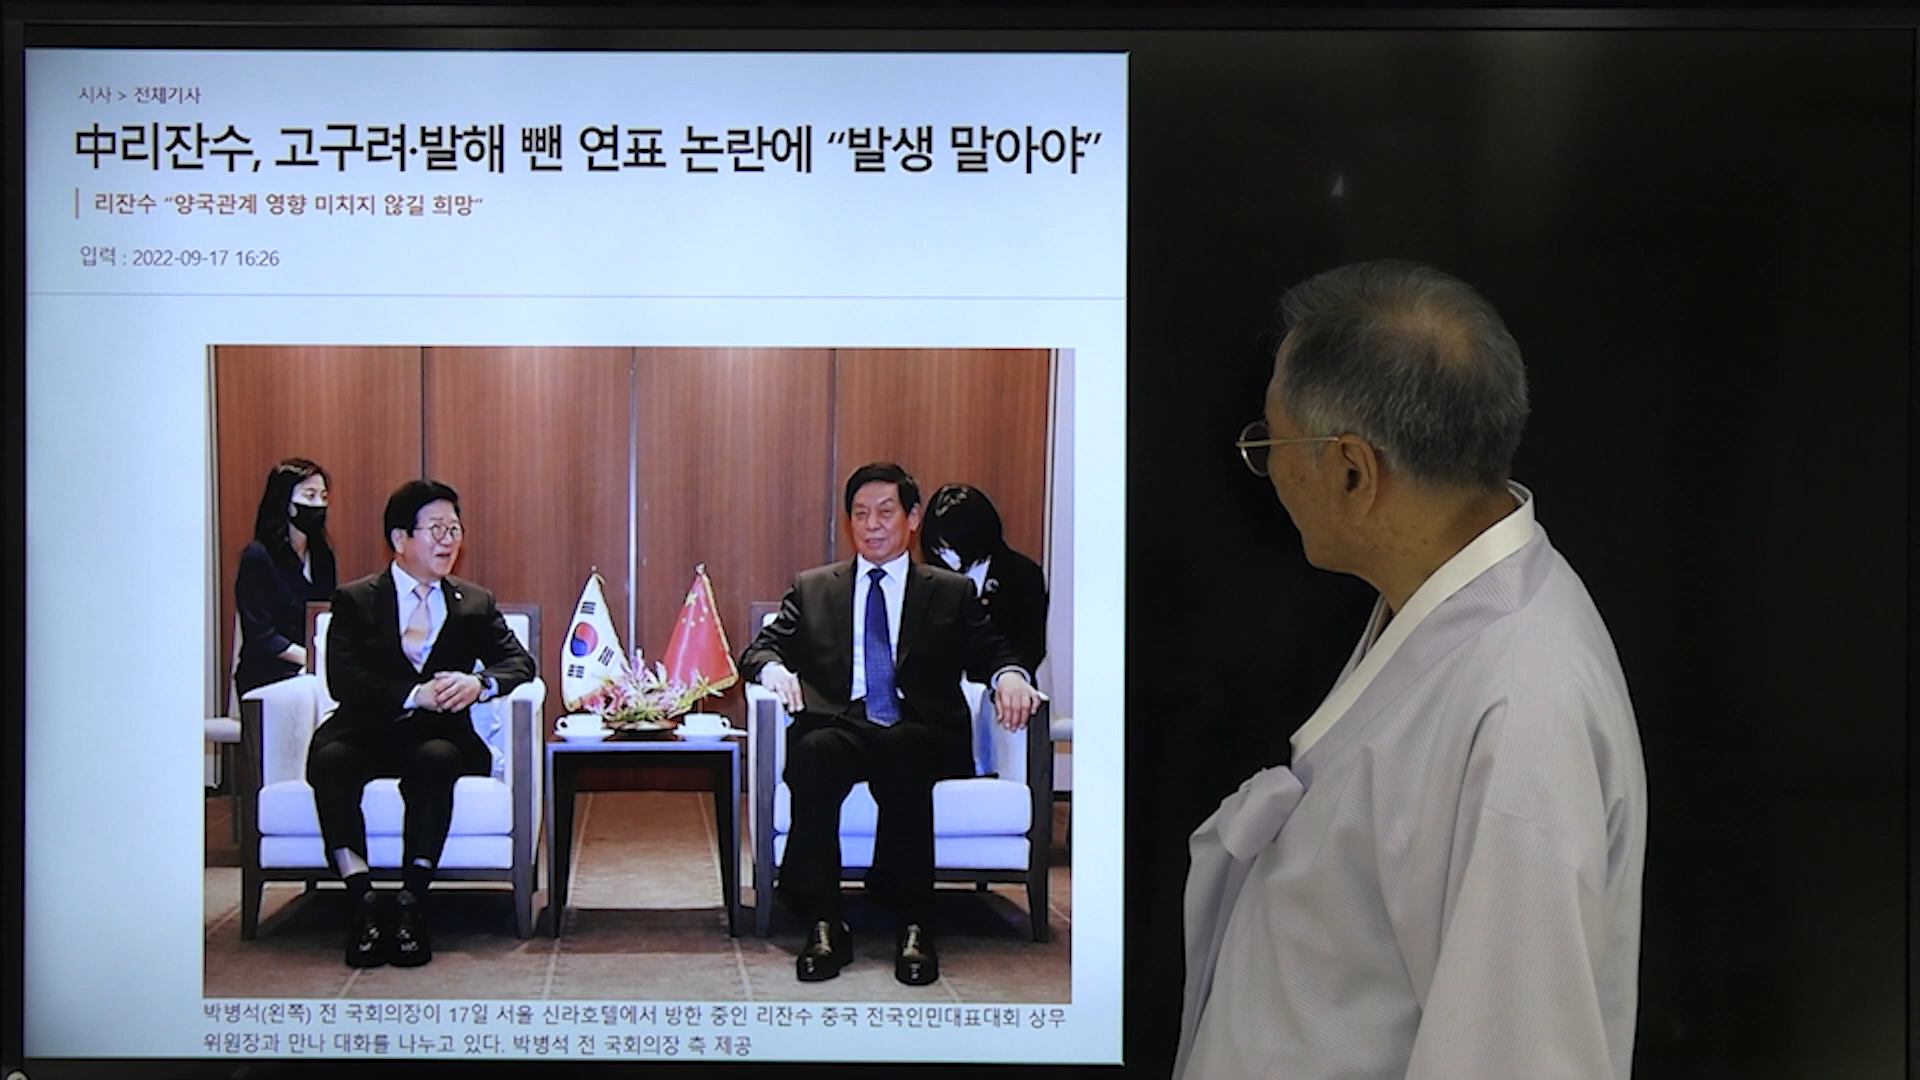 시사 > 전체기사
中리잔수, 고구려·발해 뺀 연표 논란에 “발생 말아야”
리잔수 “양국관계 영향 미치지 않길 희망”
입력 : 2022-09-17 16:26
박병석(왼쪽) 전 국회의장이 17일 서울 신라호텔에서 방한 중인 리잔수 중국 전국인민대표대회 상무
위원장과 만나 대화를 나누고 있다. 박병석 전 국회의장 측 제공